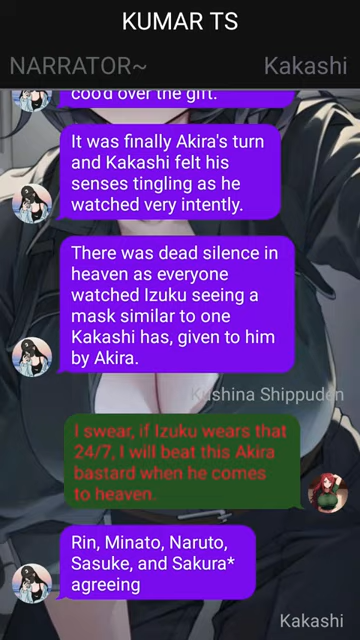 KUMAR TS
NARRATOR~ Kakashi
coo'd over the gift.
It was finally Akira's turn
and Kakashi felt his
senses tingling as he
watched very intently.
There was dead silence in
heaven as everyone
watched Izuku seeing a
mask similar to one
Kakashi has, given to him
by Akira.
Kushina Shippuden
I swear, if Izuku wears that
24/7, I will beat this Akira
bastard when he comes
to heaven.
Rin, Minato, Naruto,
Sasuke, and Sakura*
agreeing
Kakashi